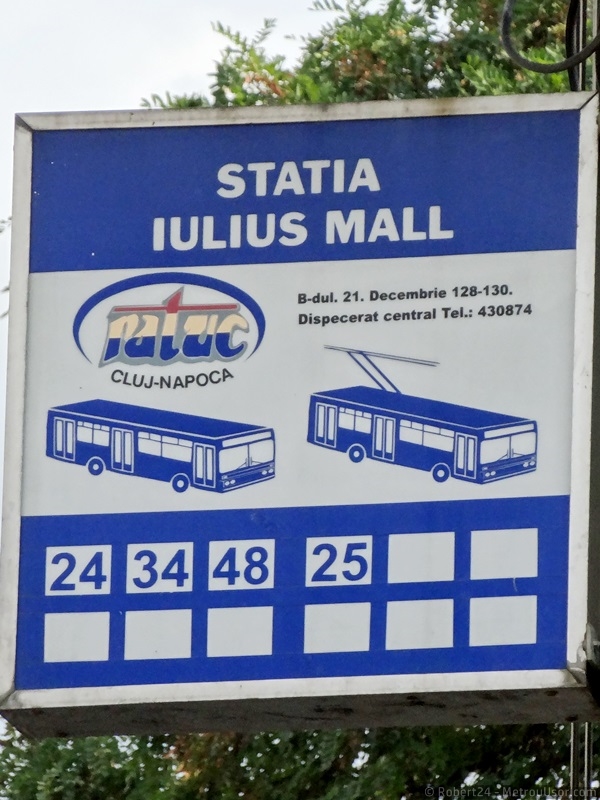 STATIA
IULIUS MALL
ratuc
CLUJ-NAPOCA
B-dul. 21. Decembrie 128-130.
Dispecerat central Tel.: 430874
24 34 48 25
© Robert24 - MetrouUsor.com